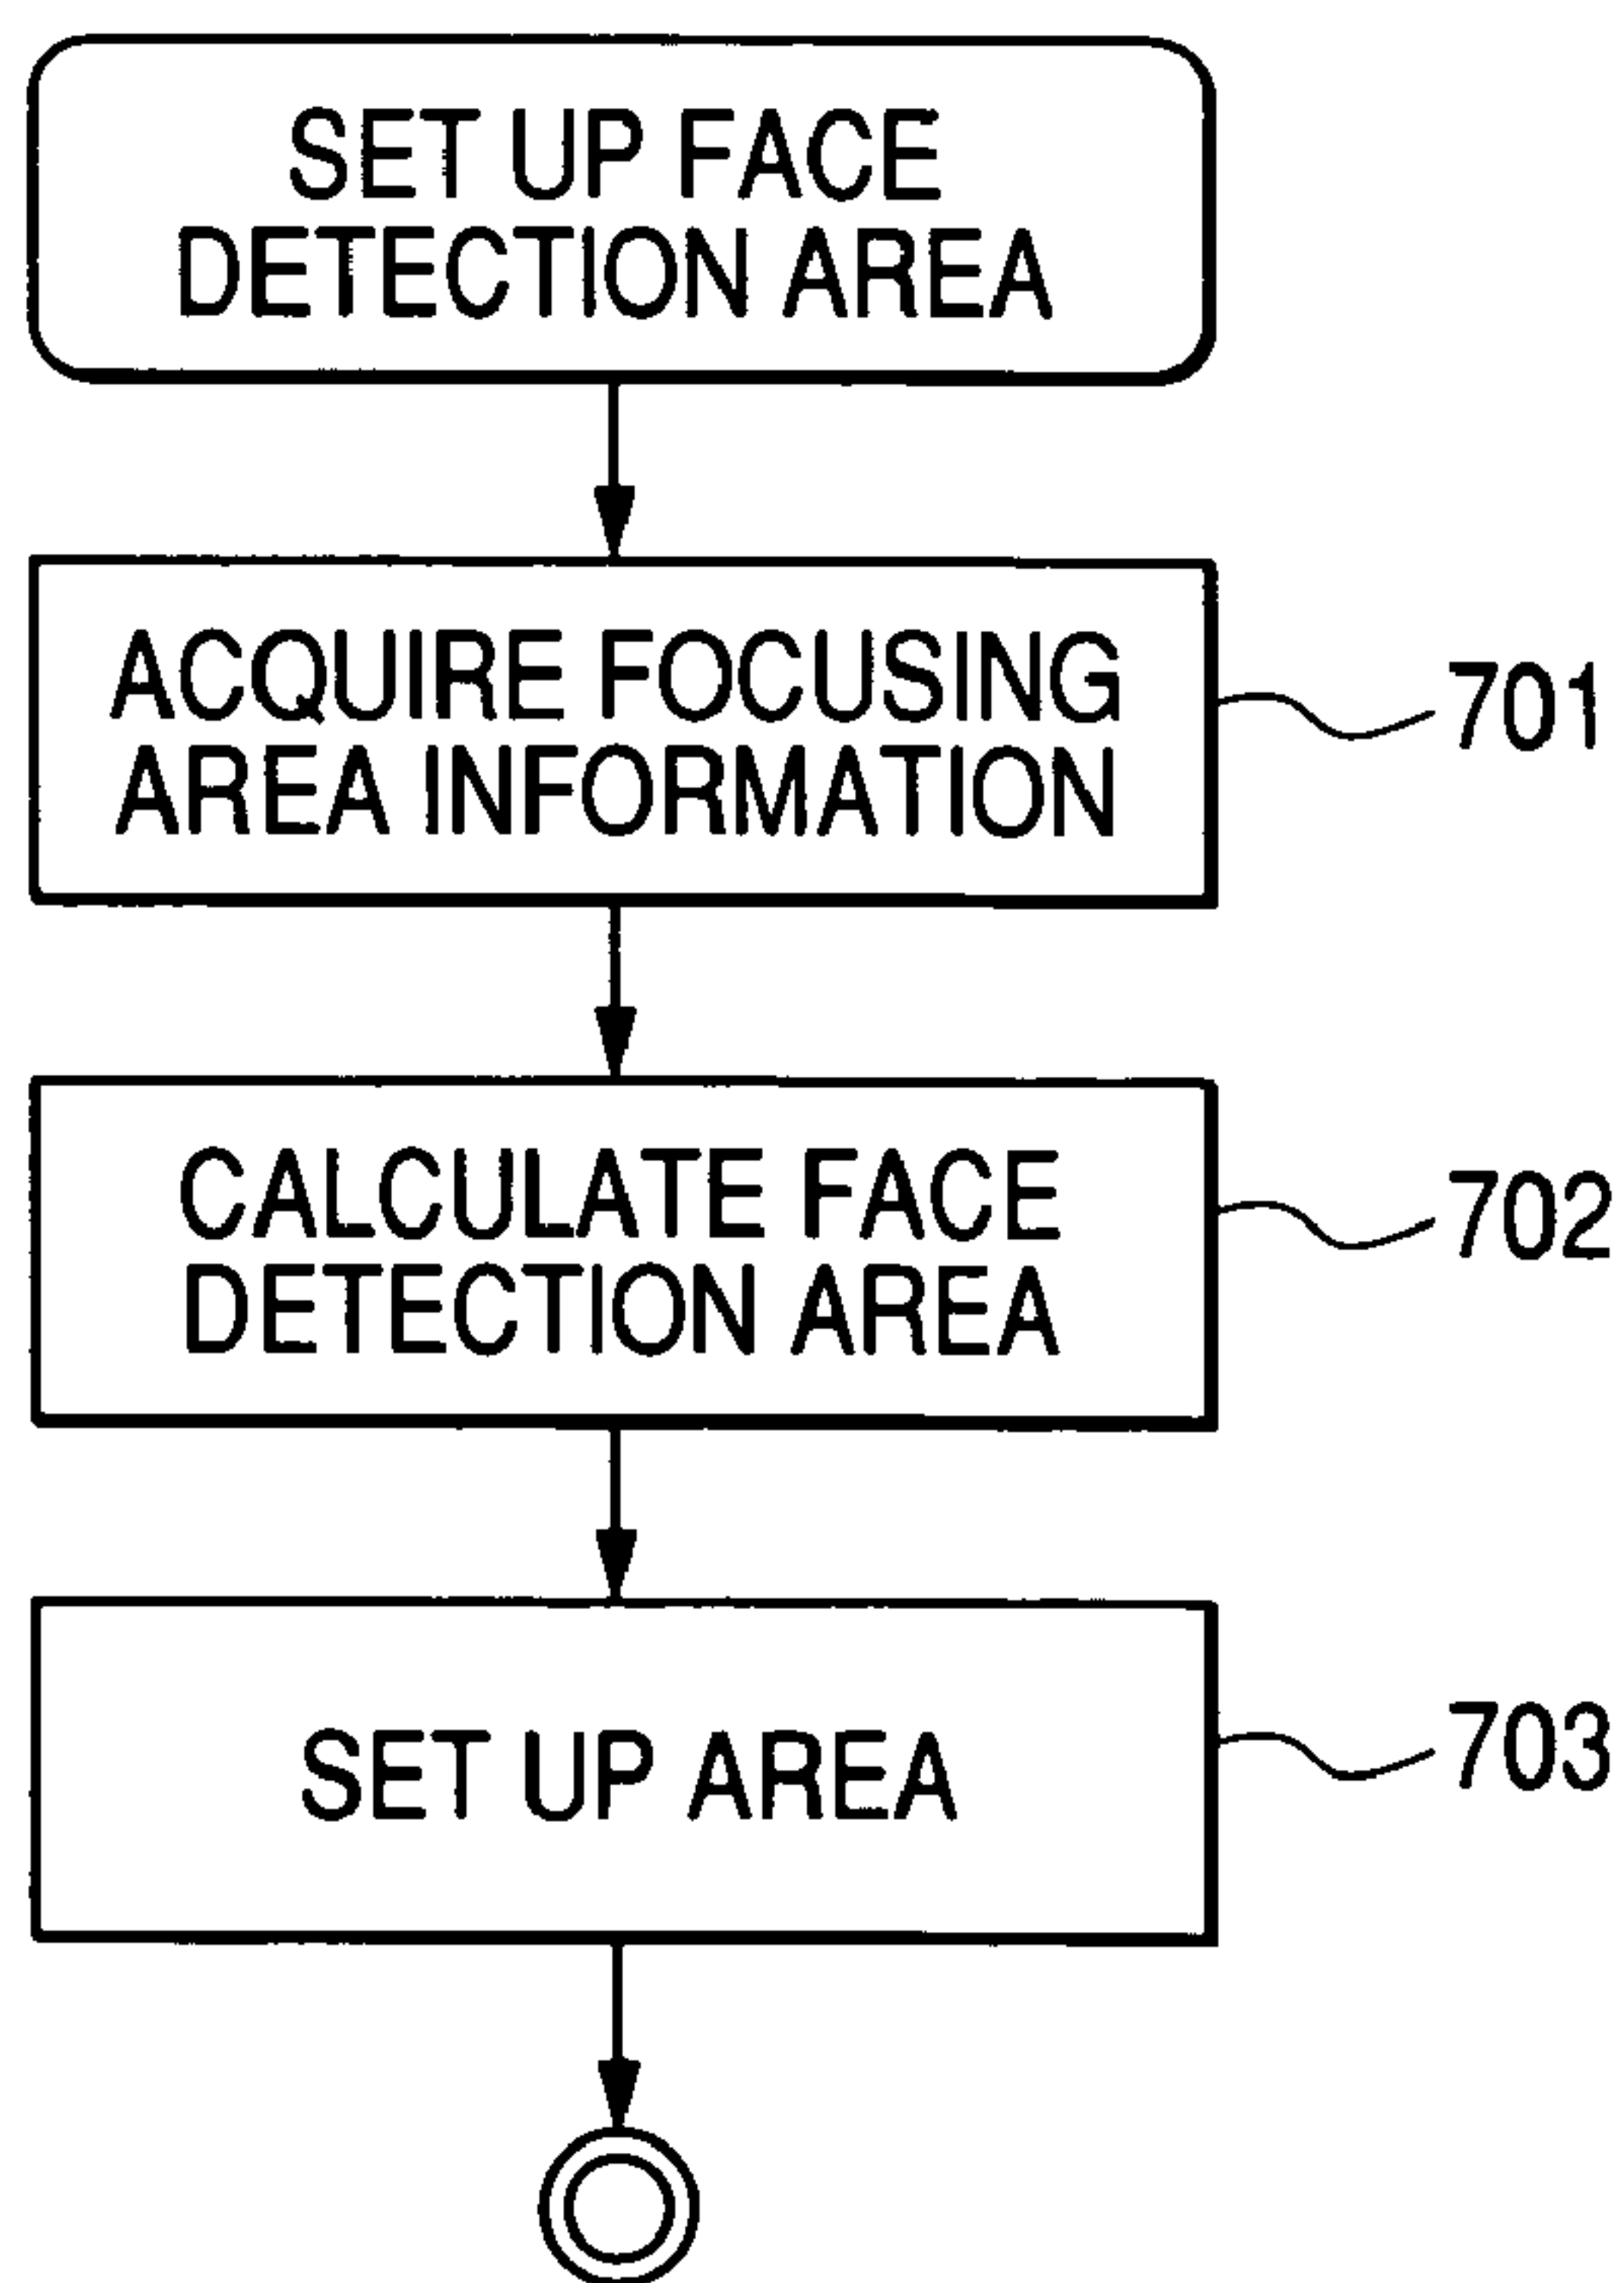 SET UP FACE
DETECTION AREA
ACQUIRE FOCUSING
AREA INFORMATION
701
CALCULATE FACE
DETECTION AREA
702
SET UP AREA
703